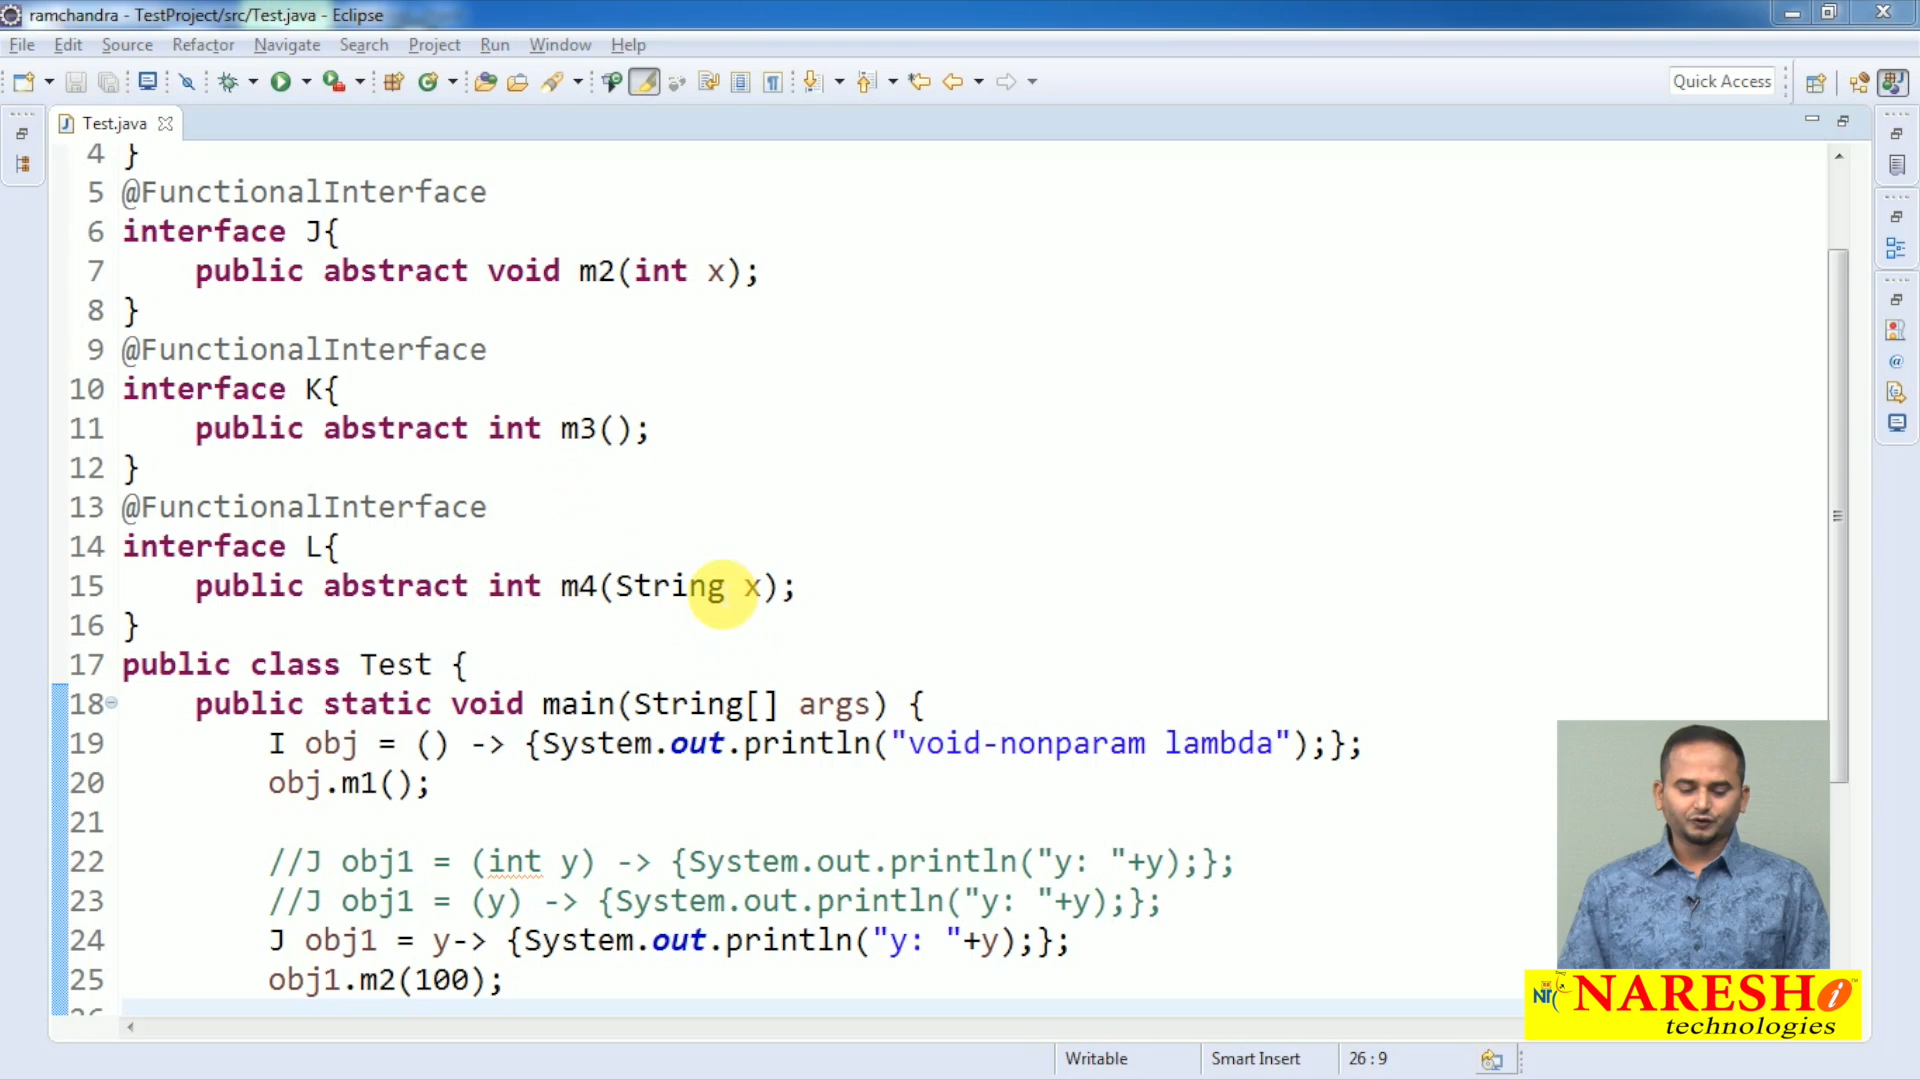 ramchandra - TestProject/src/Test.java - Eclipse
File Edit Source Refactor Navigate Search Project Run Window Help
Quick Access
Test.java
4 }
5 @FunctionalInterface
6 interface J{
7 public abstract void m2(int x);
8 }
9 @FunctionalInterface
10 interface K{
11 public abstract int m3();
12 }
13 @FunctionalInterface
14 interface L{
15 public abstract int m4(String x);
16 }
17 public class Test {
18 public static void main(String[] args) {
19 I obj = () -> {System.out.println("void-nonparam lambda");};
20 obj.m1();
21
22 //J obj1 = (int y) -> {System.out.println("y: "+y);};
23 //J obj1 = (y) -> {System.out.println("y: "+y);};
24 J obj1 = y-> {System.out.println("y: "+y);};
25 obj1.m2(100);
NARESH i
technologies
Writable Smart Insert 26 : 9